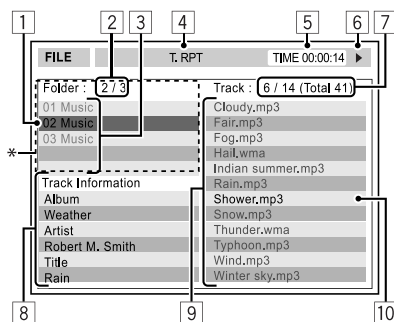 1 2 3 4 5 6 7
FILE T. RPT TIME 00:00:14
Folder : 2 / 3 Track : 6 / 14 (Total 41)
01 Music
02 Music
03 Music
*
Track Information
Album
Weather
Artist
Robert M. Smith
Title
Rain
Cloudy.mp3
Fair.mp3
Fog.mp3
Hail.wma
Indian summer.mp3
Rain.mp3
Shower.mp3
Snow.mp3
Thunder.wma
Typhoon.mp3
Wind.mp3
Winter sky.mp3
8 9 10